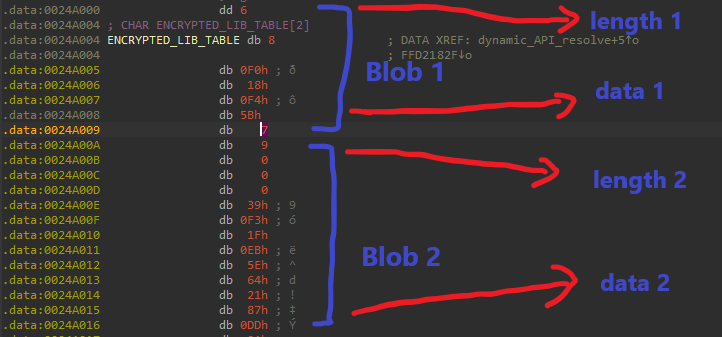 .data:0024A000 dd 6
.data:0024A004 ; CHAR ENCRYPTED_LIB_TABLE[2]
.data:0024A004 ENCRYPTED_LIB_TABLE db 8 ; DATA XREF: dynamic_API_resolve+5↑o
.data:0024A004 ; FFD2182F↓o
.data:0024A005 db 0F0h ; ð
.data:0024A006 db 18h
.data:0024A007 db 0F4h ; ô
.data:0024A008 db 5Bh
.data:0024A009 db 7
.data:0024A00A db 9
.data:0024A00B db 0
.data:0024A00C db 0
.data:0024A00D db 0
.data:0024A00E db 39h ; 9
.data:0024A00F db 0F3h ; ó
.data:0024A010 db 1Fh
.data:0024A011 db 0EBh ; ë
.data:0024A012 db 5Eh ; ^
.data:0024A013 db 64h ; d
.data:0024A014 db 21h ; !
.data:0024A015 db 87h ; ‡
.data:0024A016 db 0DDh ; Ý
length 1
Blob 1
data 1
length 2
Blob 2
data 2